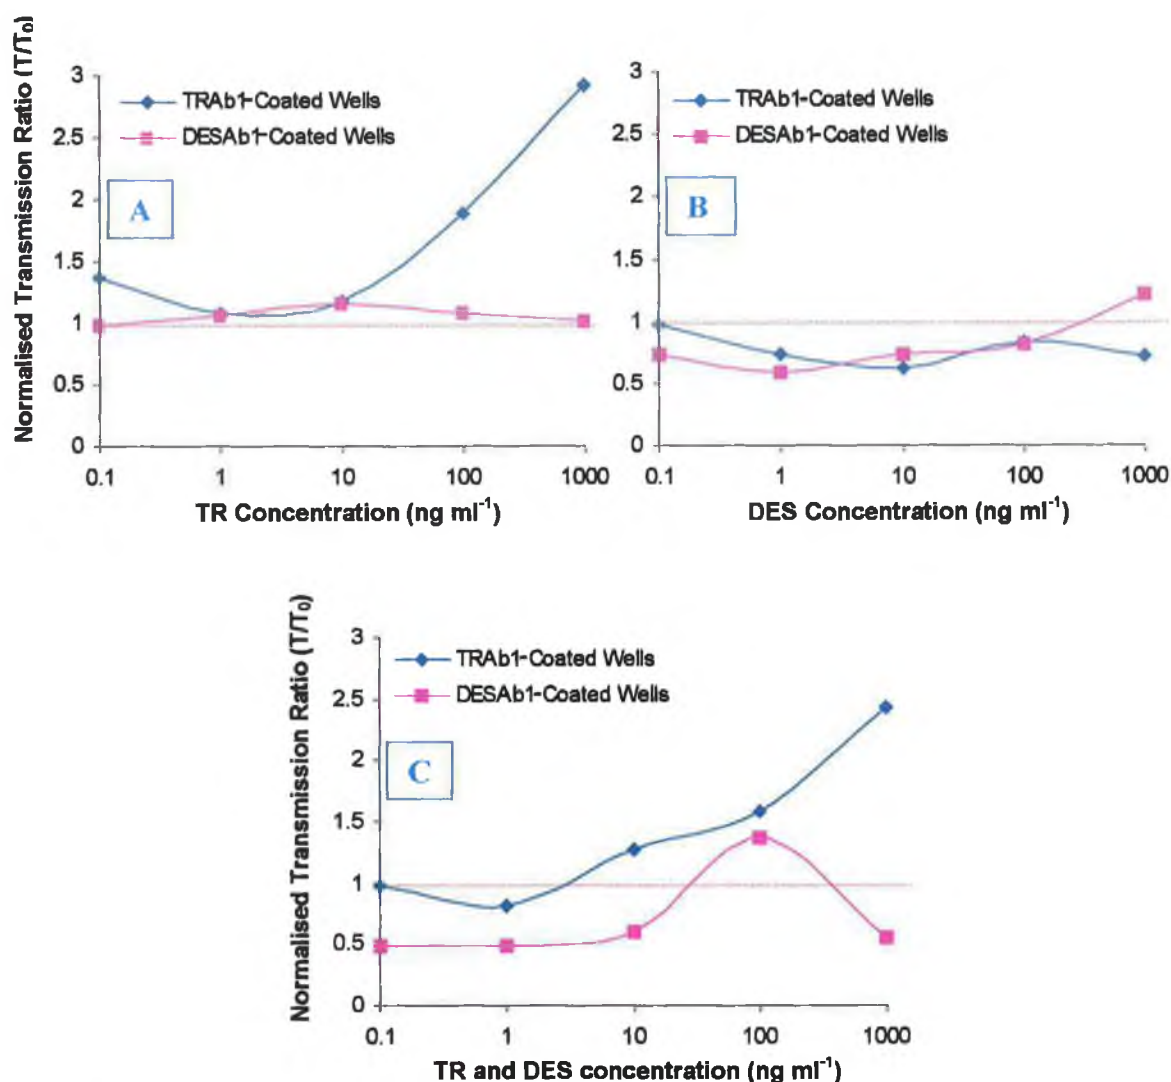 Normalised Transmission Ratio (T/T0)
3
2.5
2
1.5
1
0.5
0
TRAb1-Coated Wells
DESAb1-Coated Wells
A
0.1 1 10 100 1000
TR Concentration (ng ml-1)
3
2.5
2
1.5
1
0.5
0
TRAb1-Coated Wells
DESAb1-Coated Wells
B
0.1 1 10 100 1000
DES Concentration (ng ml-1)
Normalised Transmission Ratio (T/T0)
3
2.5
2
1.5
1
0.5
0
TRAb1-Coated Wells
DESAb1-Coated Wells
C
0.1 1 10 100 1000
TR and DES concentration (ng ml-1)